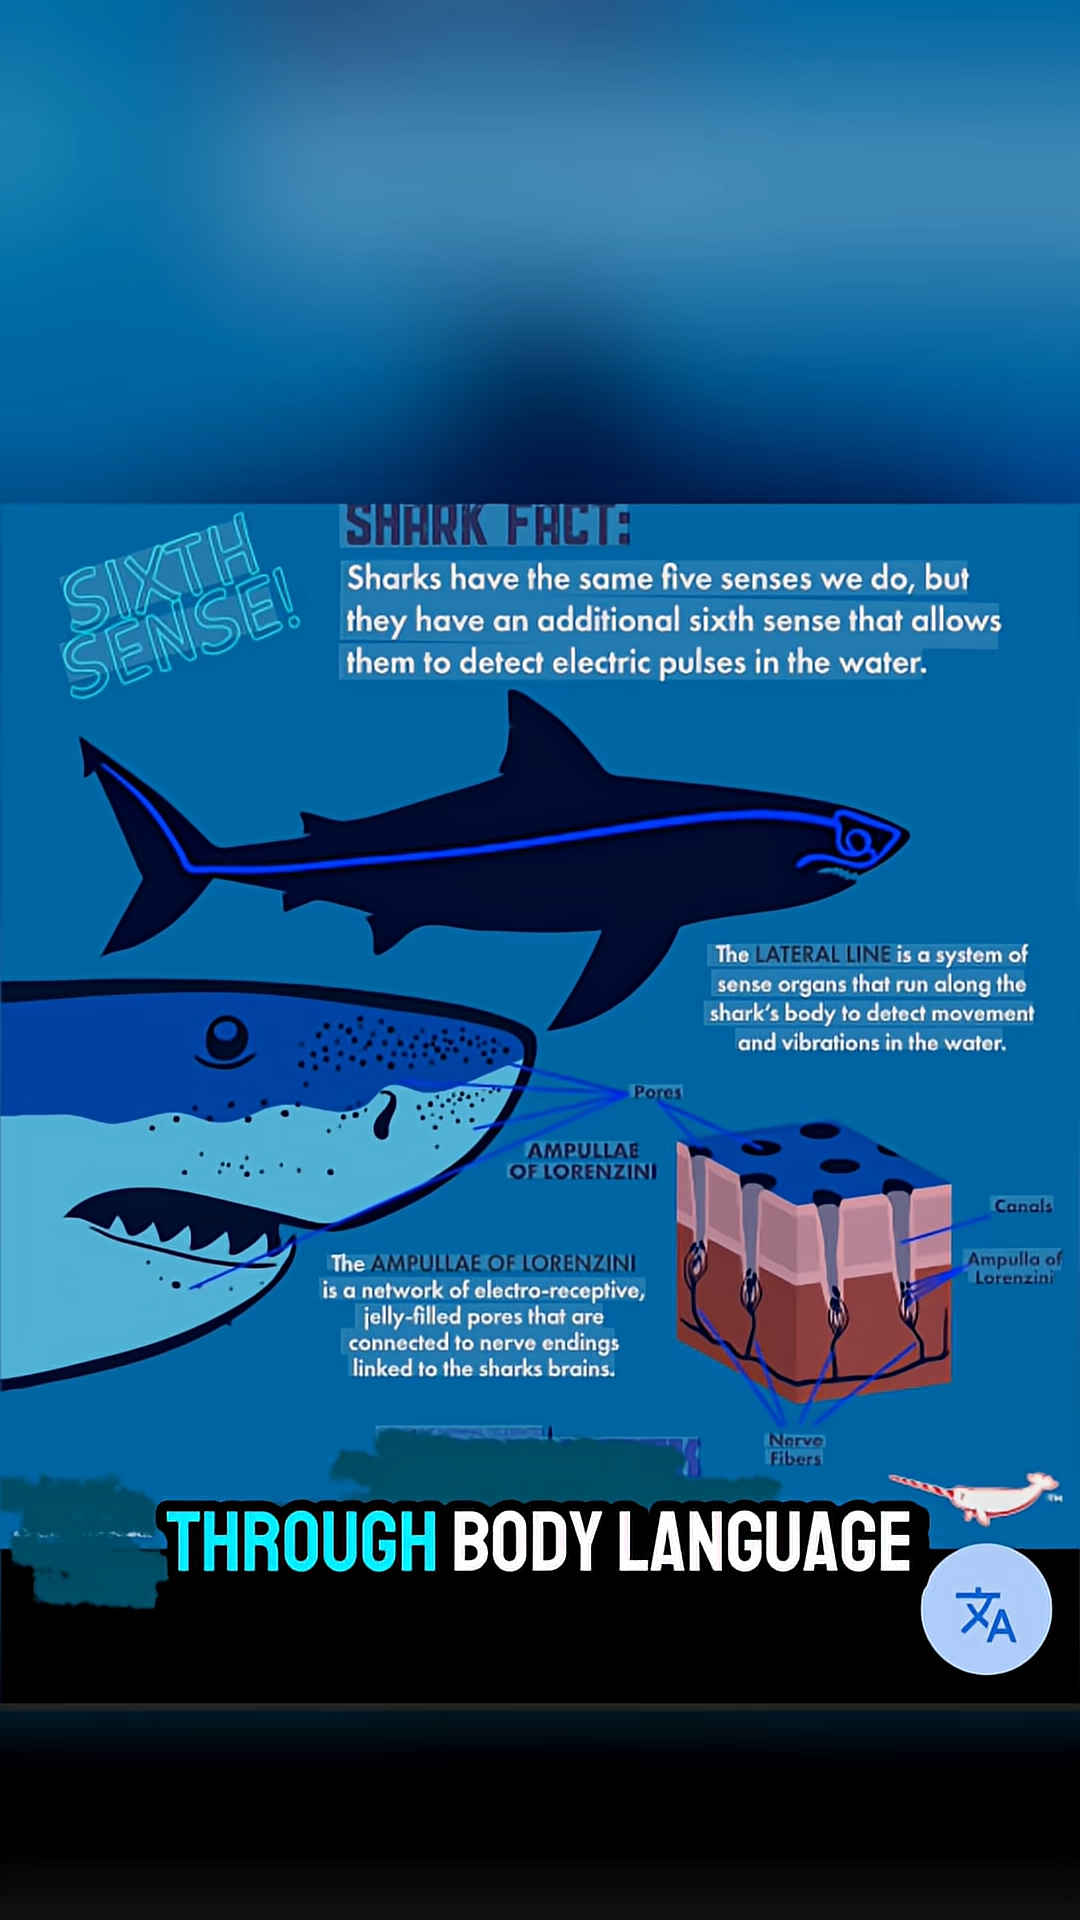 SIXTH
SENSE!
SHARK FACT:
Sharks have the same five senses we do, but
they have an additional sixth sense that allows
them to detect electric pulses in the water.
The LATERAL LINE is a system of
sense organs that run along the
shark's body to detect movement
and vibrations in the water.
Pores
AMPULLAE
OF LORENZINI
Canals
Ampulla of
Lorenzini
The AMPULLAE OF LORENZINI
is a network of electro-receptive,
jelly-filled pores that are
connected to nerve endings
linked to the sharks brains.
Nerve
Fibers
THROUGH BODY LANGUAGE